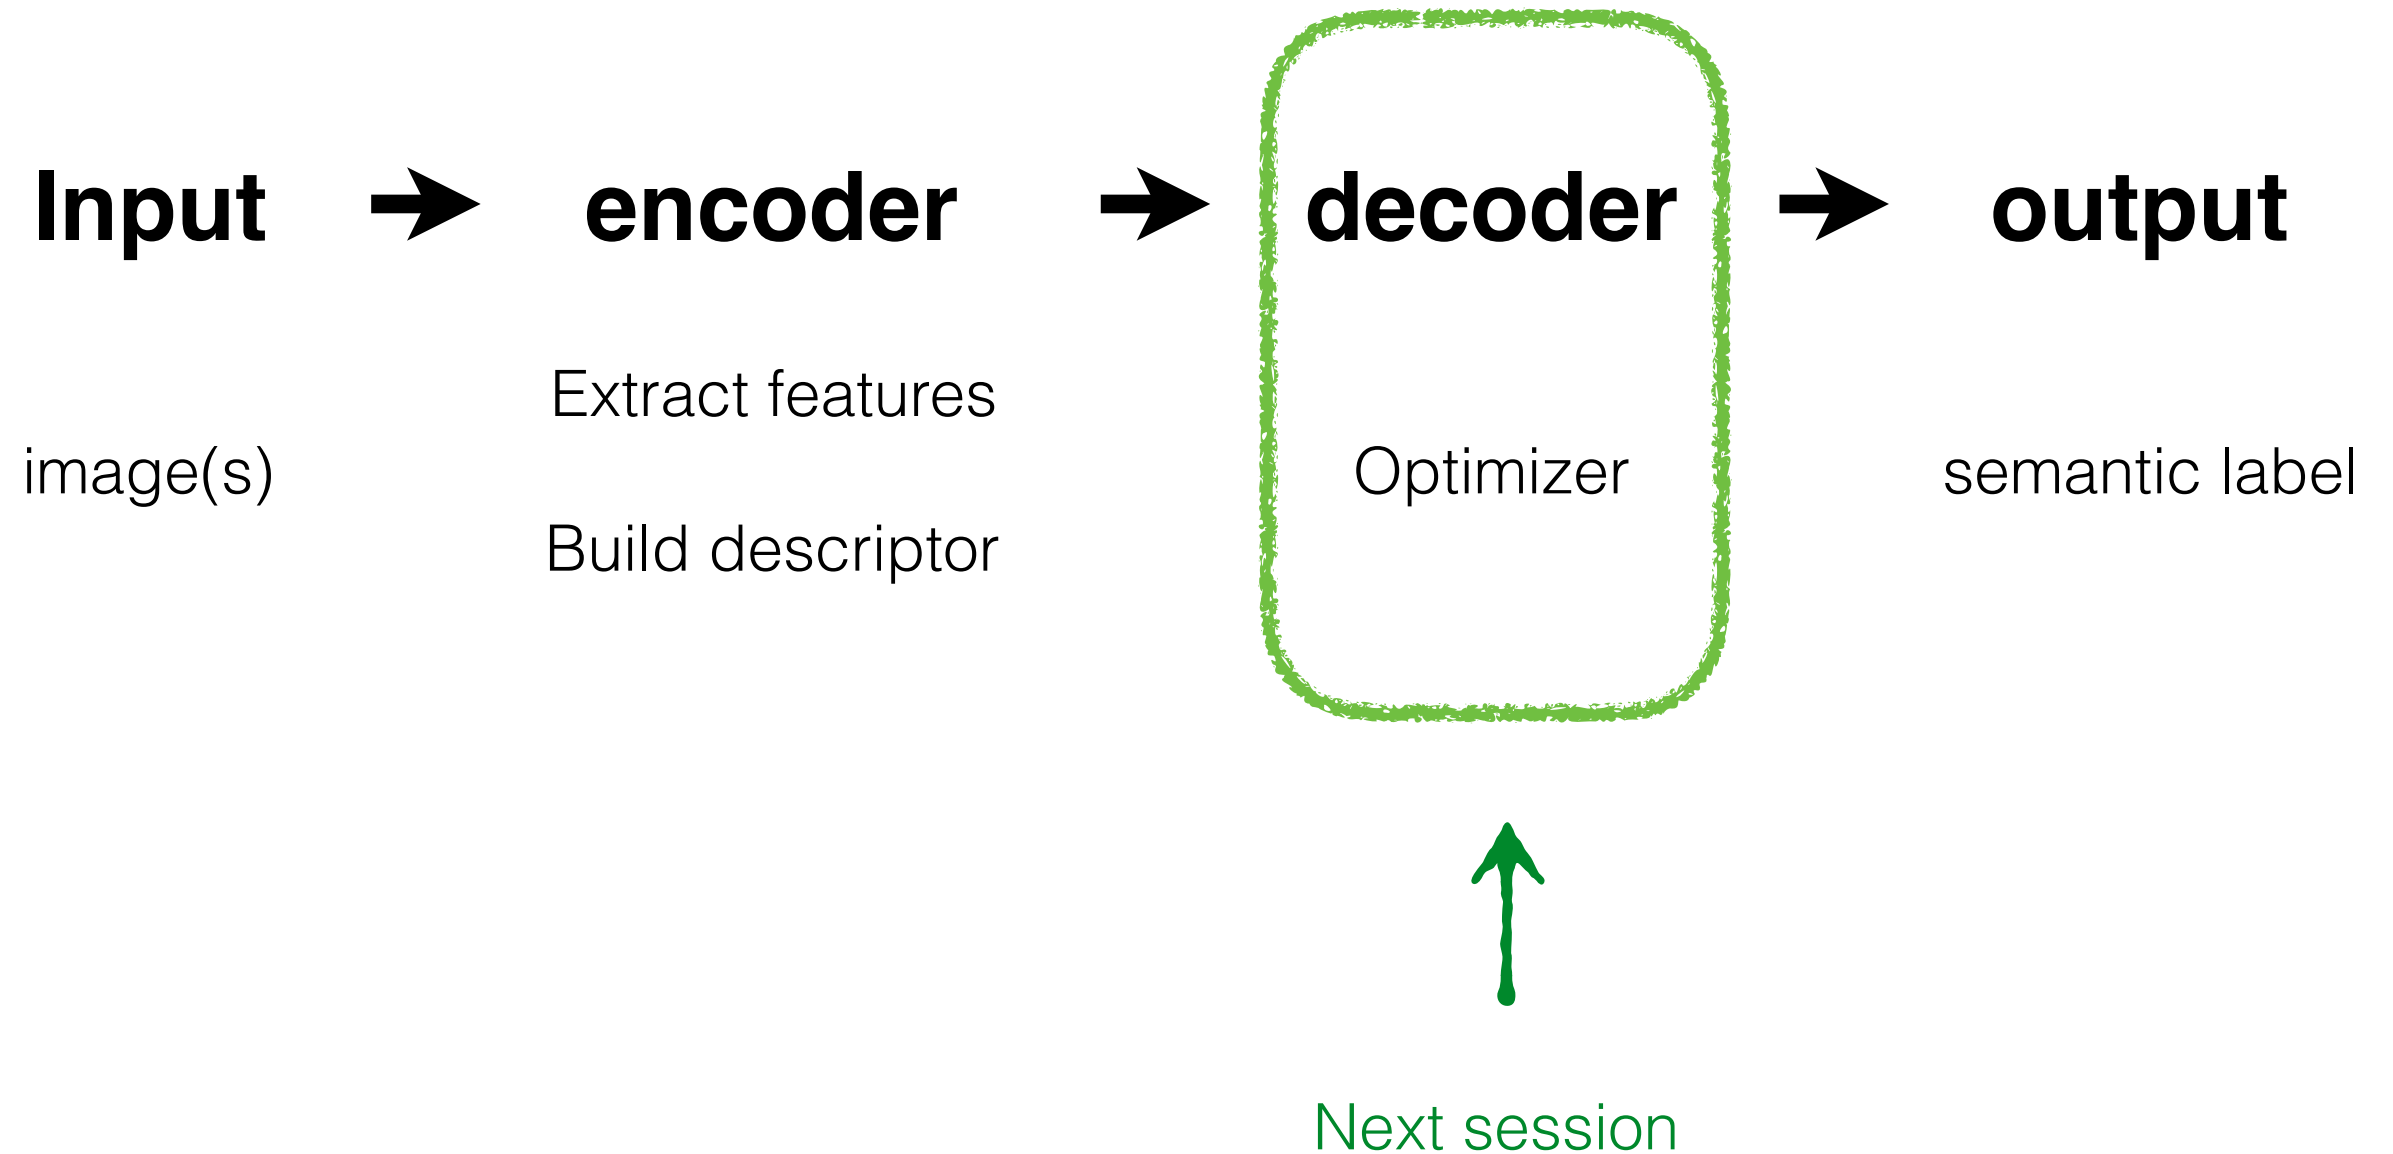 Input → encoder → decoder → output
Extract features
image(s) Optimizer semantic label
Build descriptor
Next session